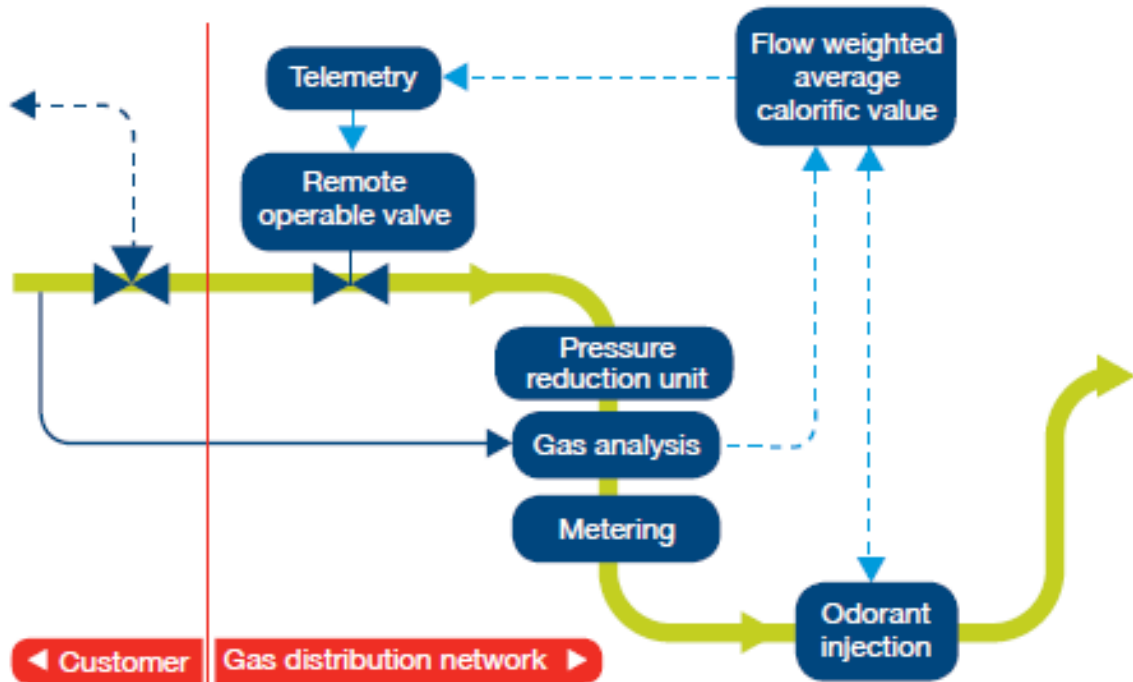 Flow weighted
average
calorific value
Telemetry
Remote
operable valve
Pressure
reduction unit
Gas analysis
Metering
Odorant
injection
Customer
Gas distribution network